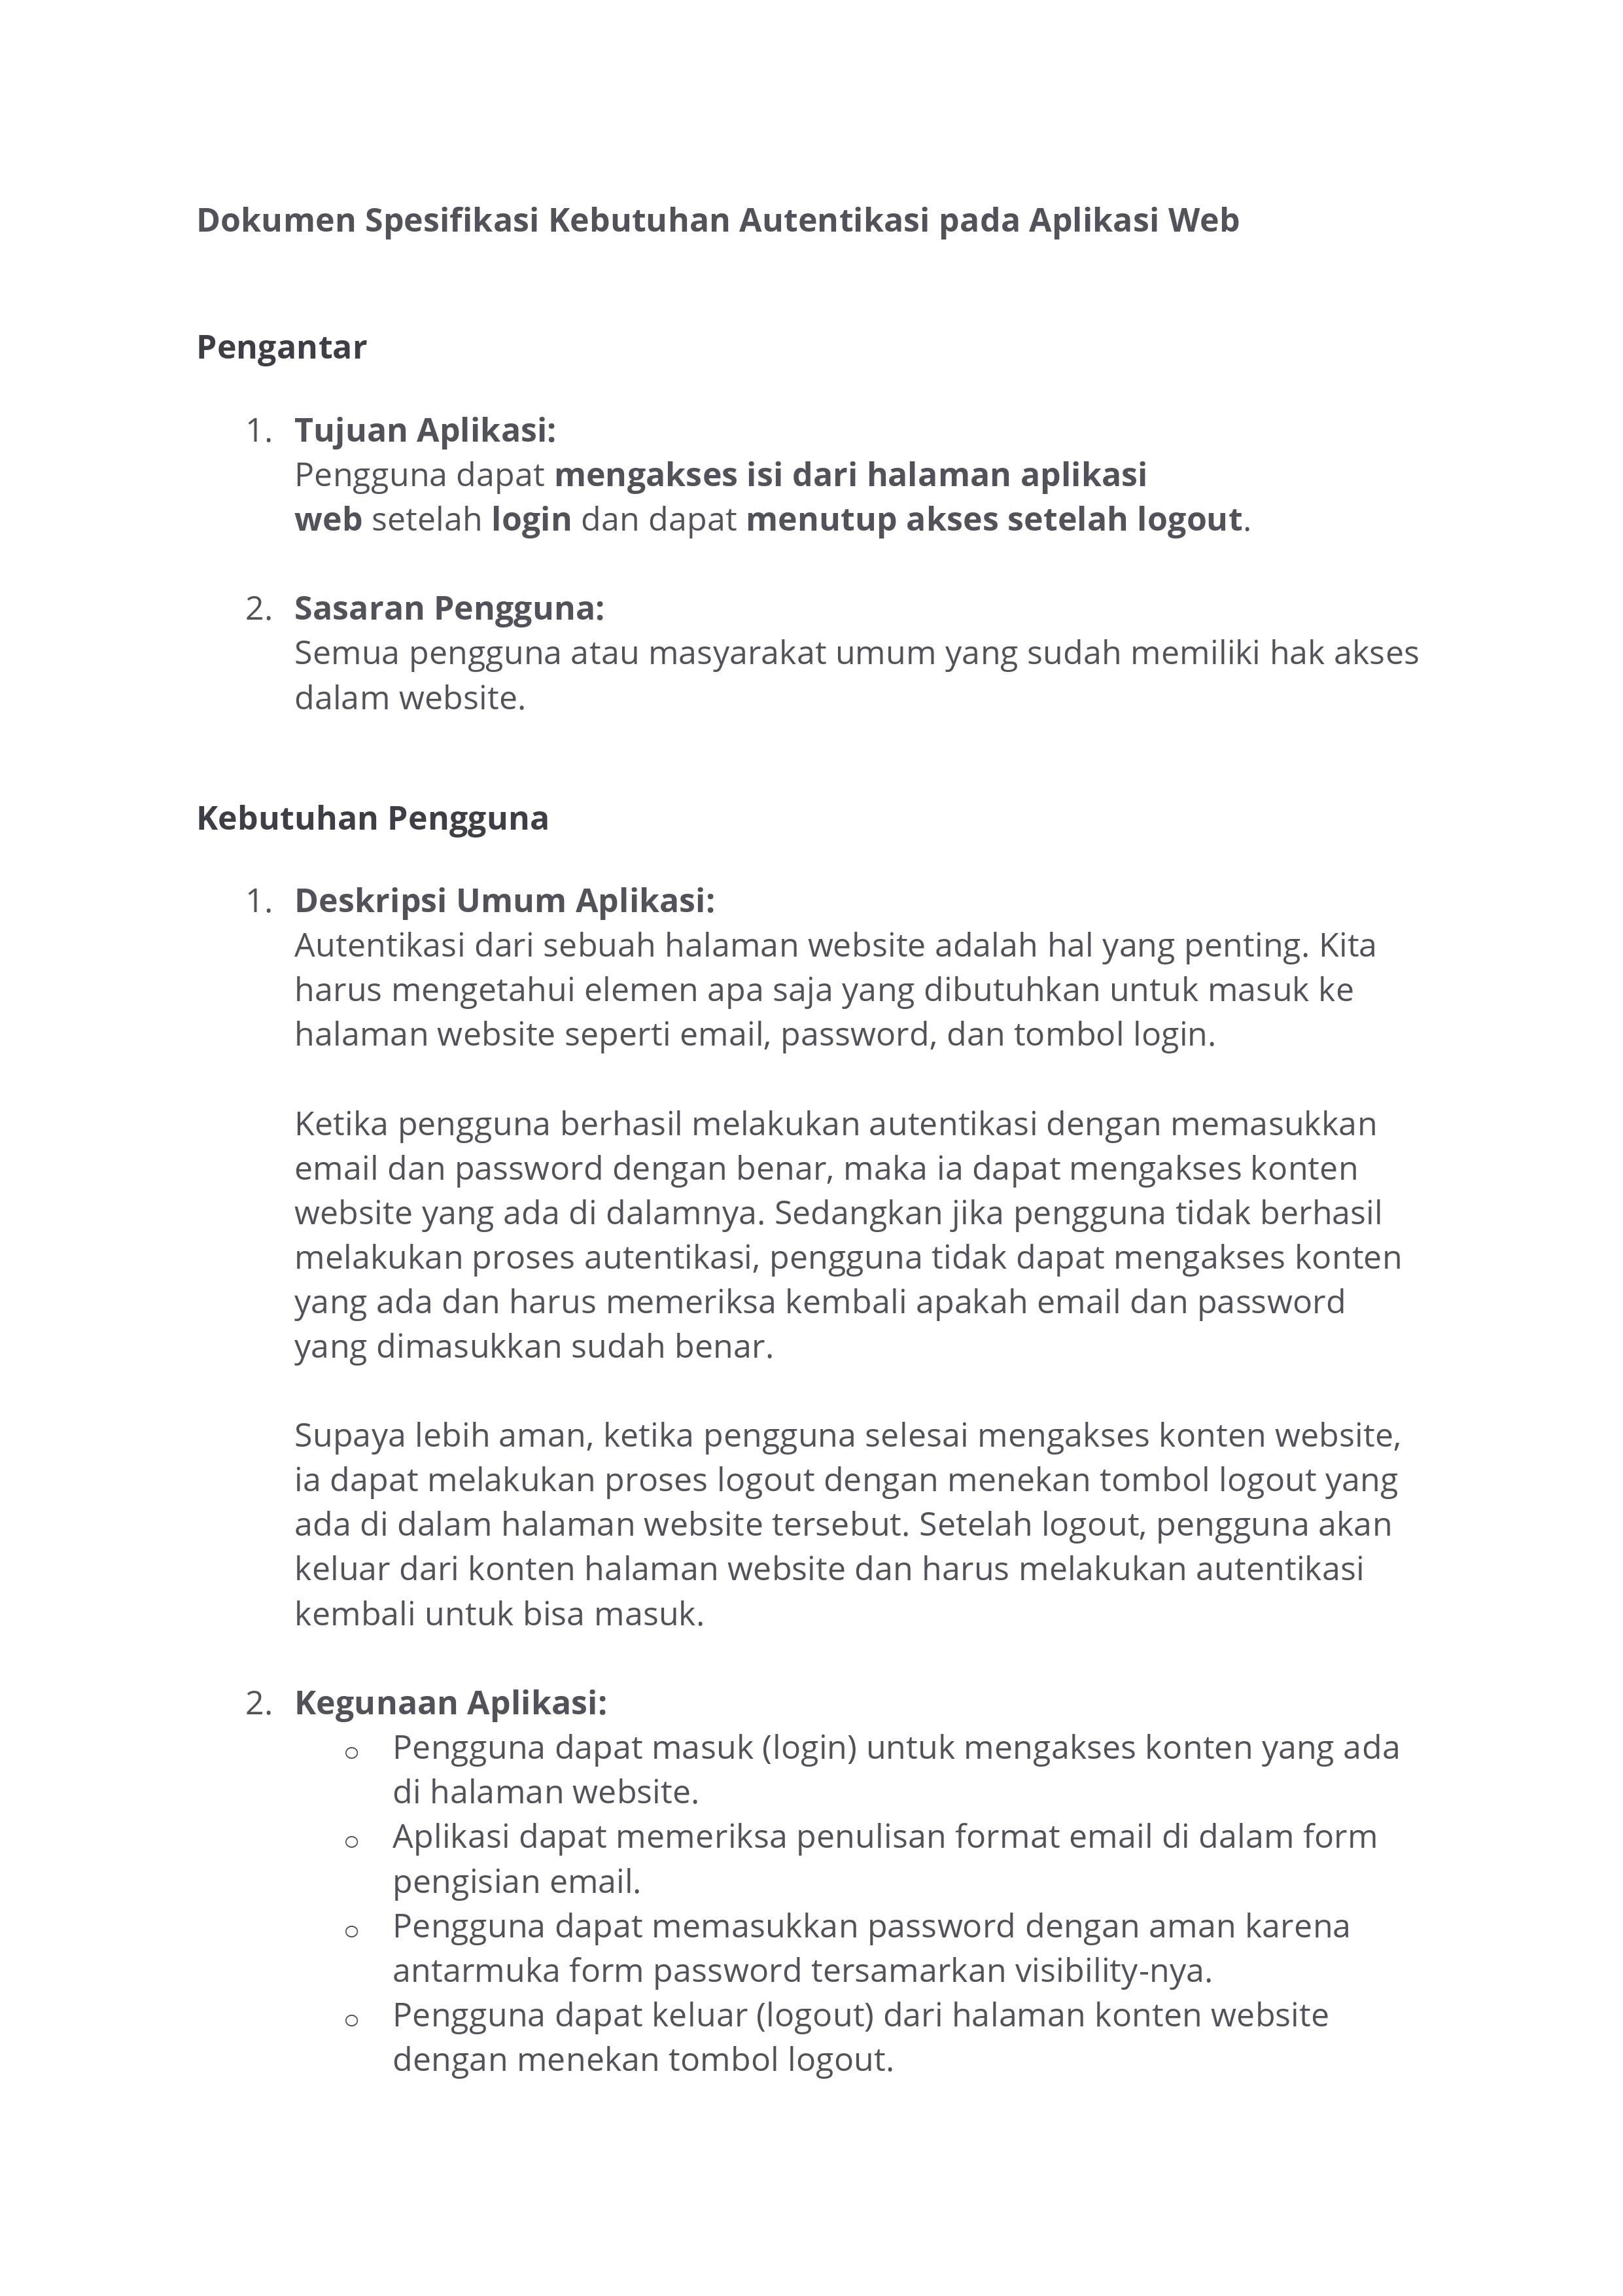 Dokumen Spesifikasi Kebutuhan Autentikasi pada Aplikasi Web
Pengantar
1. Tujuan Aplikasi:
Pengguna dapat mengakses isi dari halaman aplikasi
web setelah login dan dapat menutup akses setelah logout.
2. Sasaran Pengguna:
Semua pengguna atau masyarakat umum yang sudah memiliki hak akses
dalam website.
Kebutuhan Pengguna
1. Deskripsi Umum Aplikasi:
Autentikasi dari sebuah halaman website adalah hal yang penting. Kita
harus mengetahui elemen apa saja yang dibutuhkan untuk masuk ke
halaman website seperti email, password, dan tombol login.
Ketika pengguna berhasil melakukan autentikasi dengan memasukkan
email dan password dengan benar, maka ia dapat mengakses konten
website yang ada di dalamnya. Sedangkan jika pengguna tidak berhasil
melakukan proses autentikasi, pengguna tidak dapat mengakses konten
yang ada dan harus memeriksa kembali apakah email dan password
yang dimasukkan sudah benar.
Supaya lebih aman, ketika pengguna selesai mengakses konten website,
ia dapat melakukan proses logout dengan menekan tombol logout yang
ada di dalam halaman website tersebut. Setelah logout, pengguna akan
keluar dari konten halaman website dan harus melakukan autentikasi
kembali untuk bisa masuk.
2. Kegunaan Aplikasi:
○ Pengguna dapat masuk (login) untuk mengakses konten yang ada
di halaman website.
○ Aplikasi dapat memeriksa penulisan format email di dalam form
pengisian email.
○ Pengguna dapat memasukkan password dengan aman karena
antarmuka form password tersamarkan visibility-nya.
○ Pengguna dapat keluar (logout) dari halaman konten website
dengan menekan tombol logout.